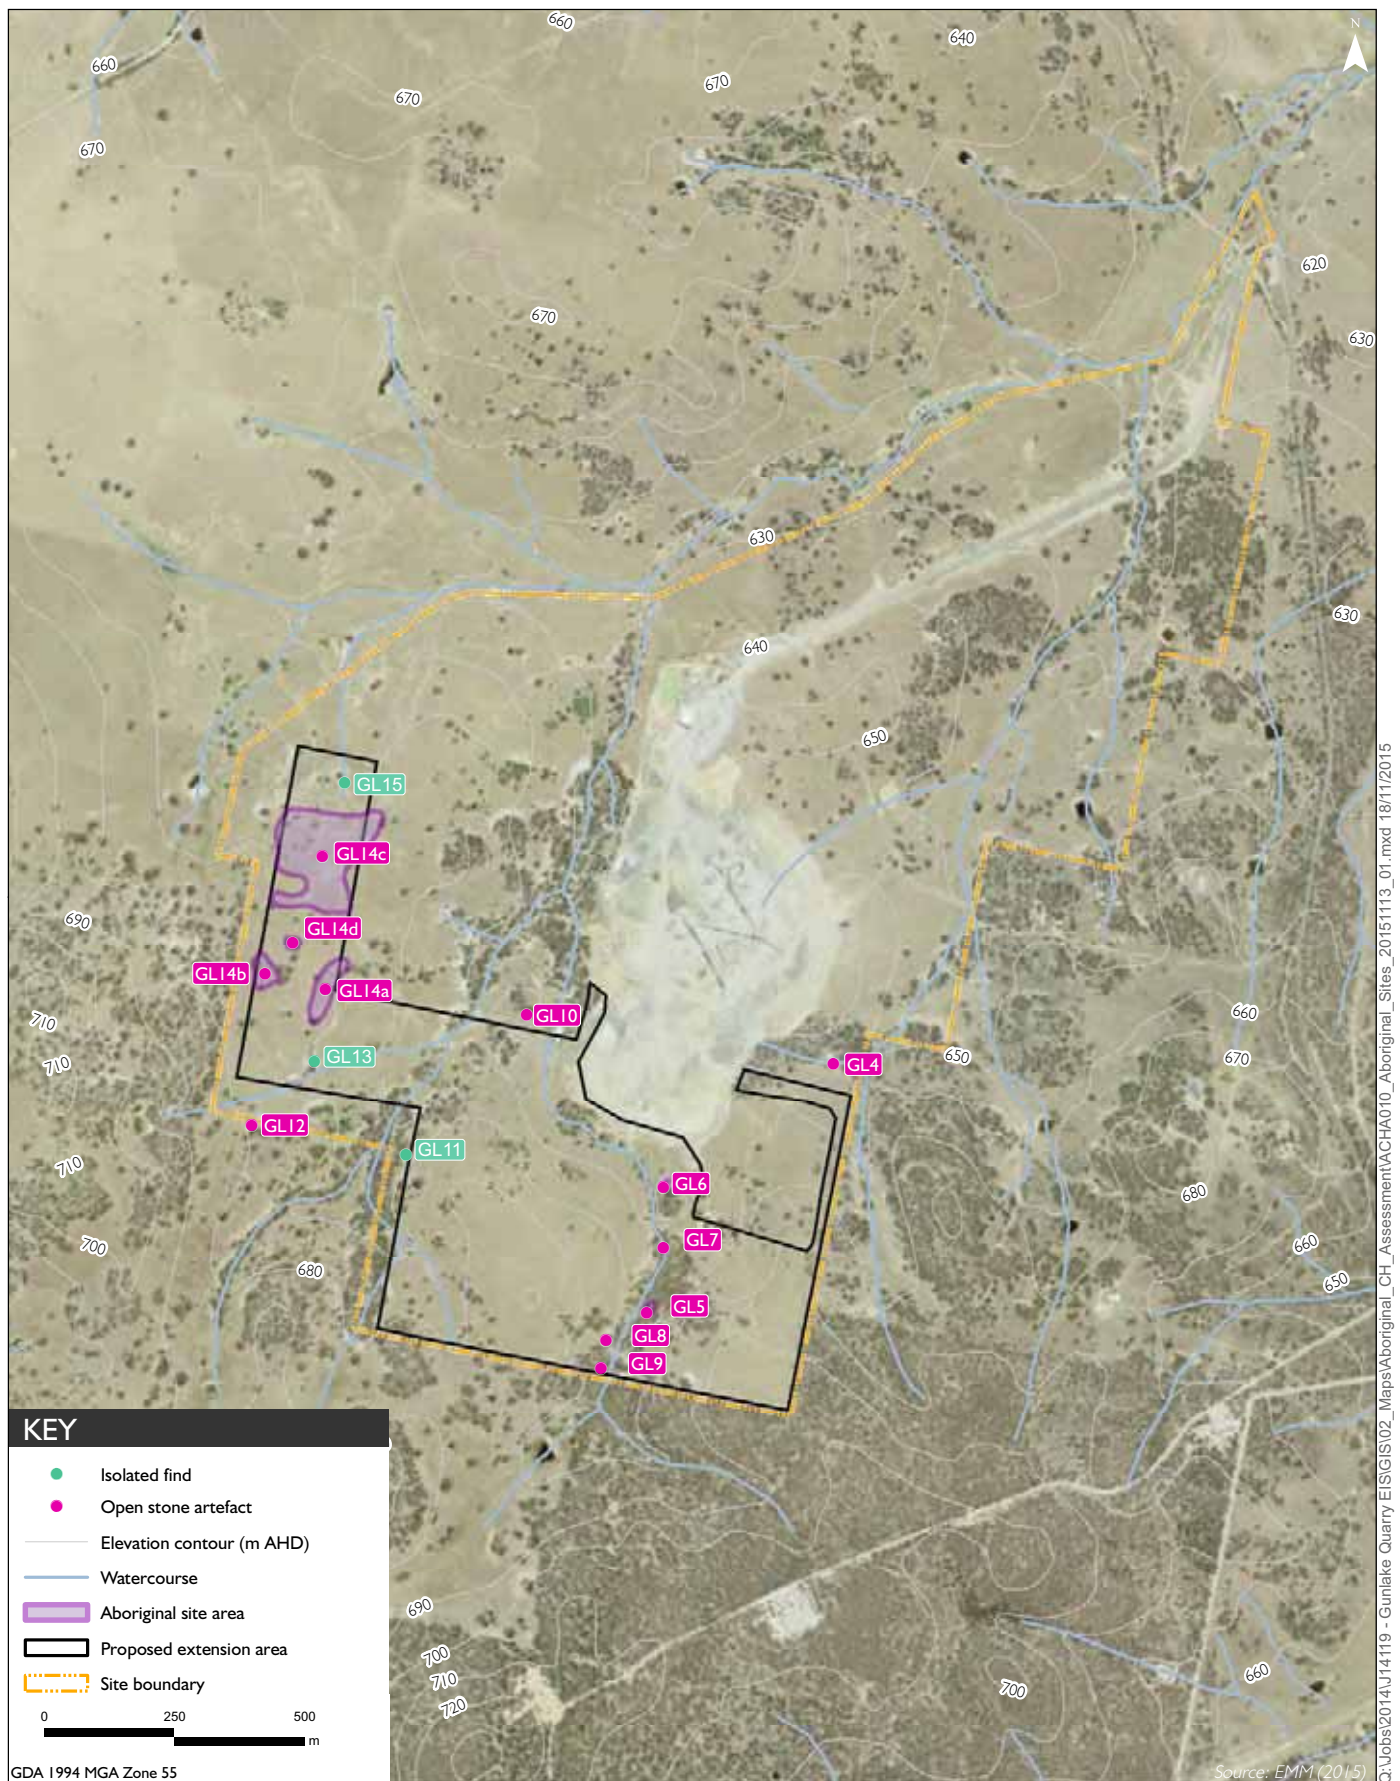 N
660
640
660
670
670
670
620
670
630
630
630
640
650
GL15
GL14c
690
GL14d
GL14b
GL14a
GL10
710
660
GL13
650
670
710
GL4
GL12
GL11
710
GL6
680
GL7
700
660
680
650
GL5
GL8
GL9
KEY
Isolated find
Open stone artefact
Elevation contour (m AHD)
Watercourse
Aboriginal site area
Proposed extension area
Site boundary
0 250 500
m
GDA 1994 MGA Zone 55
690
700
710
720
700
660
Source: EMM (2015)
Q:\Jobs\2014\J14119 - Gunlake Quarry EIS\GIS\02_Maps\Aboriginal_CH_Assessment\ACHA010_Aboriginal_Sites_20151113_01.mxd 18/11/2015